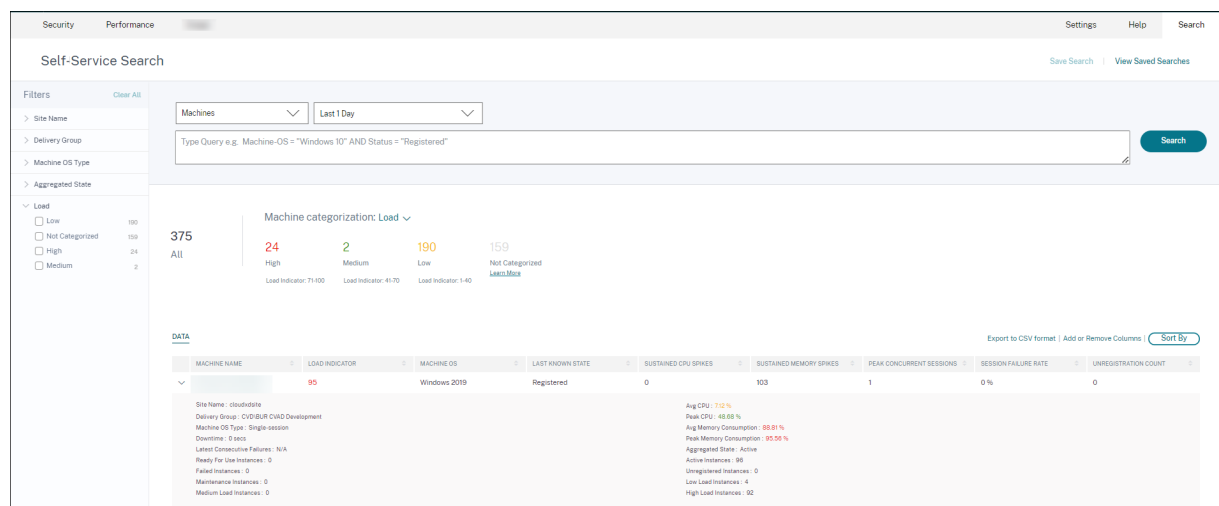 Security Performance Settings Help Search
Self-Service Search Save Search | View Saved Searches
Filters Clear All
Site Name
Delivery Group
Machine OS Type
Aggregated State
Load
Low 190
Not Categorized 159
High 24
Medium 2
Machines Last 1 Day
Type Query e.g. Machine-OS = "Windows 10" AND Status = "Registered"
Search
375
All
Machine categorization: Load
24 2 190 159
High Medium Low Not Categorized
Learn More
Load Indicator: 71-100 Load Indicator: 41-70 Load Indicator: 1-40
DATA
Export to CSV format | Add or Remove Columns | Sort By
MACHINE NAME LOAD INDICATOR MACHINE OS LAST KNOWN STATE SUSTAINED CPU SPIKES SUSTAINED MEMORY SPIKES PEAK CONCURRENT SESSIONS SESSION FAILURE RATE UNREGISTRATION COUNT
95 Windows 2019 Registered 0 103 1 0 % 0
Site Name : cloudxdsite
Delivery Group : CVD\BUR CVAD Development
Machine OS Type : Single-session
Downtime : 0 secs
Latest Consecutive Failures : N/A
Ready For Use Instances : 0
Failed Instances : 0
Maintenance Instances : 0
Medium Load Instances : 0
Avg CPU : 7.12 %
Peak CPU : 48.68 %
Avg Memory Consumption : 88.81 %
Peak Memory Consumption : 95.56 %
Aggregated State : Active
Active Instances : 96
Unregistered Instances : 0
Low Load Instances : 4
High Load Instances : 92